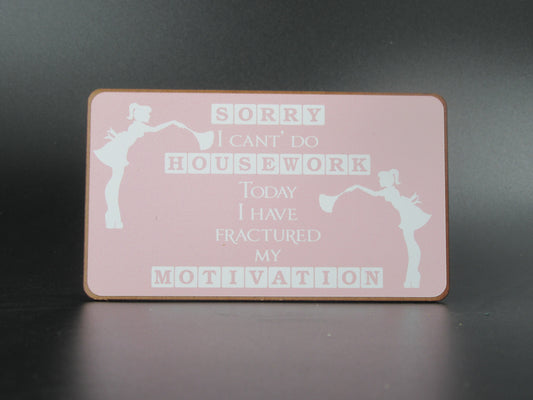 SORRY
I CANT' DO
HOUSEWORK
TODAY
I HAVE
FRACTURED
MY
MOTIVATION